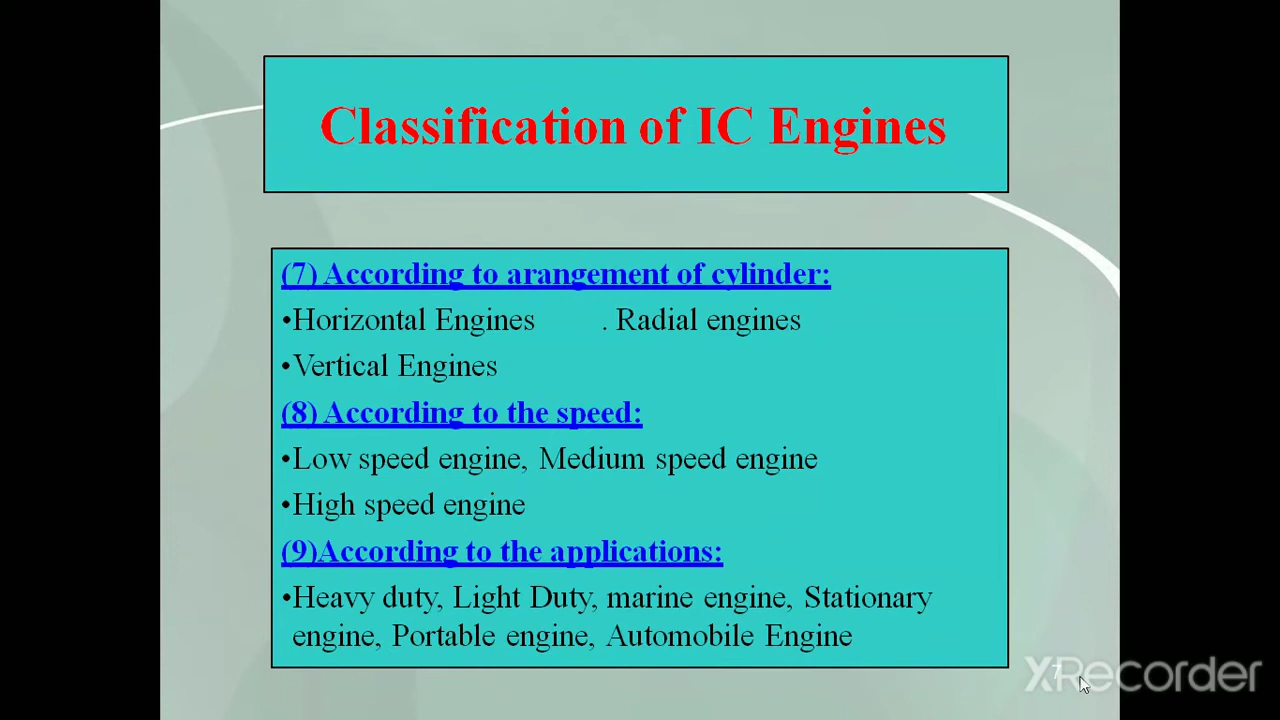 Classification of IC Engines
(7) According to arangement of cylinder:
•Horizontal Engines . Radial engines
•Vertical Engines
(8) According to the speed:
•Low speed engine, Medium speed engine
•High speed engine
(9)According to the applications:
•Heavy duty, Light Duty, marine engine, Stationary
engine, Portable engine, Automobile Engine
7
XRecorder